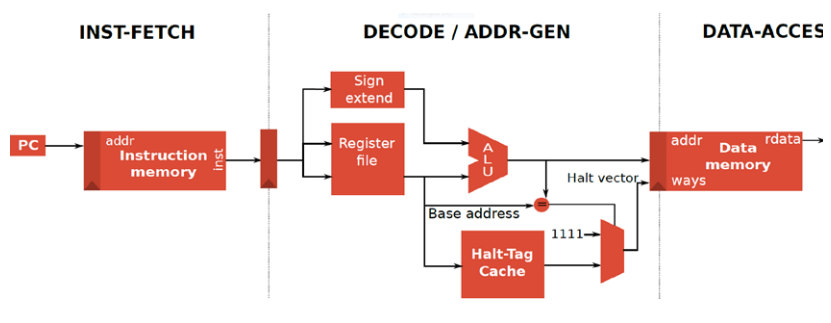 INST-FETCH
DECODE / ADDR-GEN
DATA-ACCES
Sign
extend
PC
addr
Instruction
memory
inst
Register
file
ALU
addr
rdata
Data
memory
ways
Halt vector
Base address
=
1111
Halt-Tag
Cache